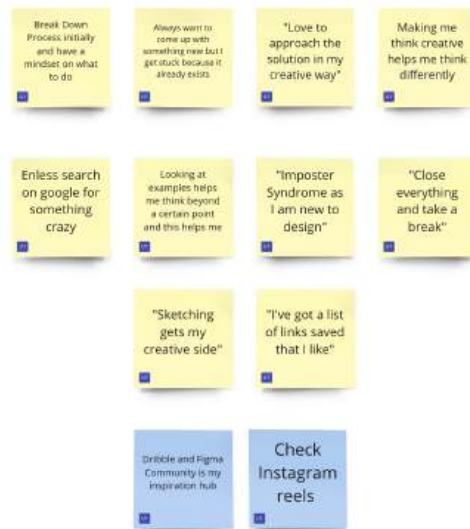 Break Down
Process initially
and have a
mindset on what
to do
Always want to
come up with
something new but I
get stuck because it
already exists
"Love to
approach the
solution in my
creative way"
Making me
think creative
helps me think
differently
Enless search
on google for
something
crazy
Looking at
examples helps
me think beyond
a certain point
and this helps me
"Imposter
Syndrome as
I am new to
design"
"Close
everything
and take a
break"
"Sketching
gets my
creative side"
"I've got a list
of links saved
that I like"
Dribble and Figma
Community is my
inspiration hub
Check
Instagram
reels